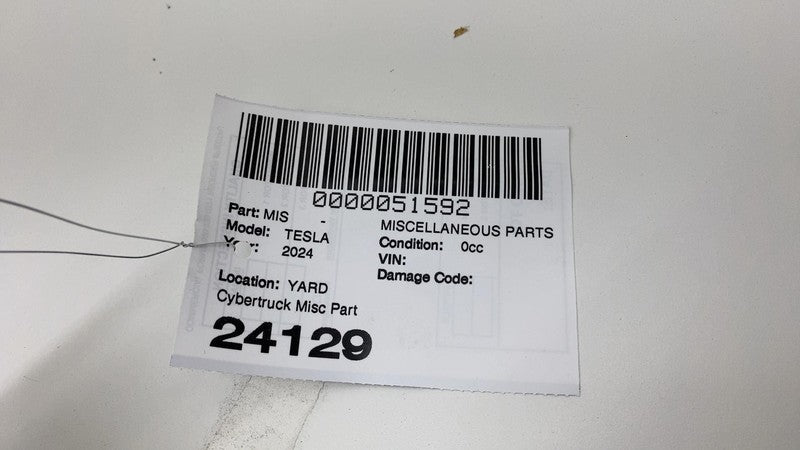 0000051592
Part: MIS - MISCELLANEOUS PARTS
Model: TESLA Condition: 0cc
Year: 2024 VIN:
Damage Code:
Location: YARD
Cybertruck Misc Part
24129